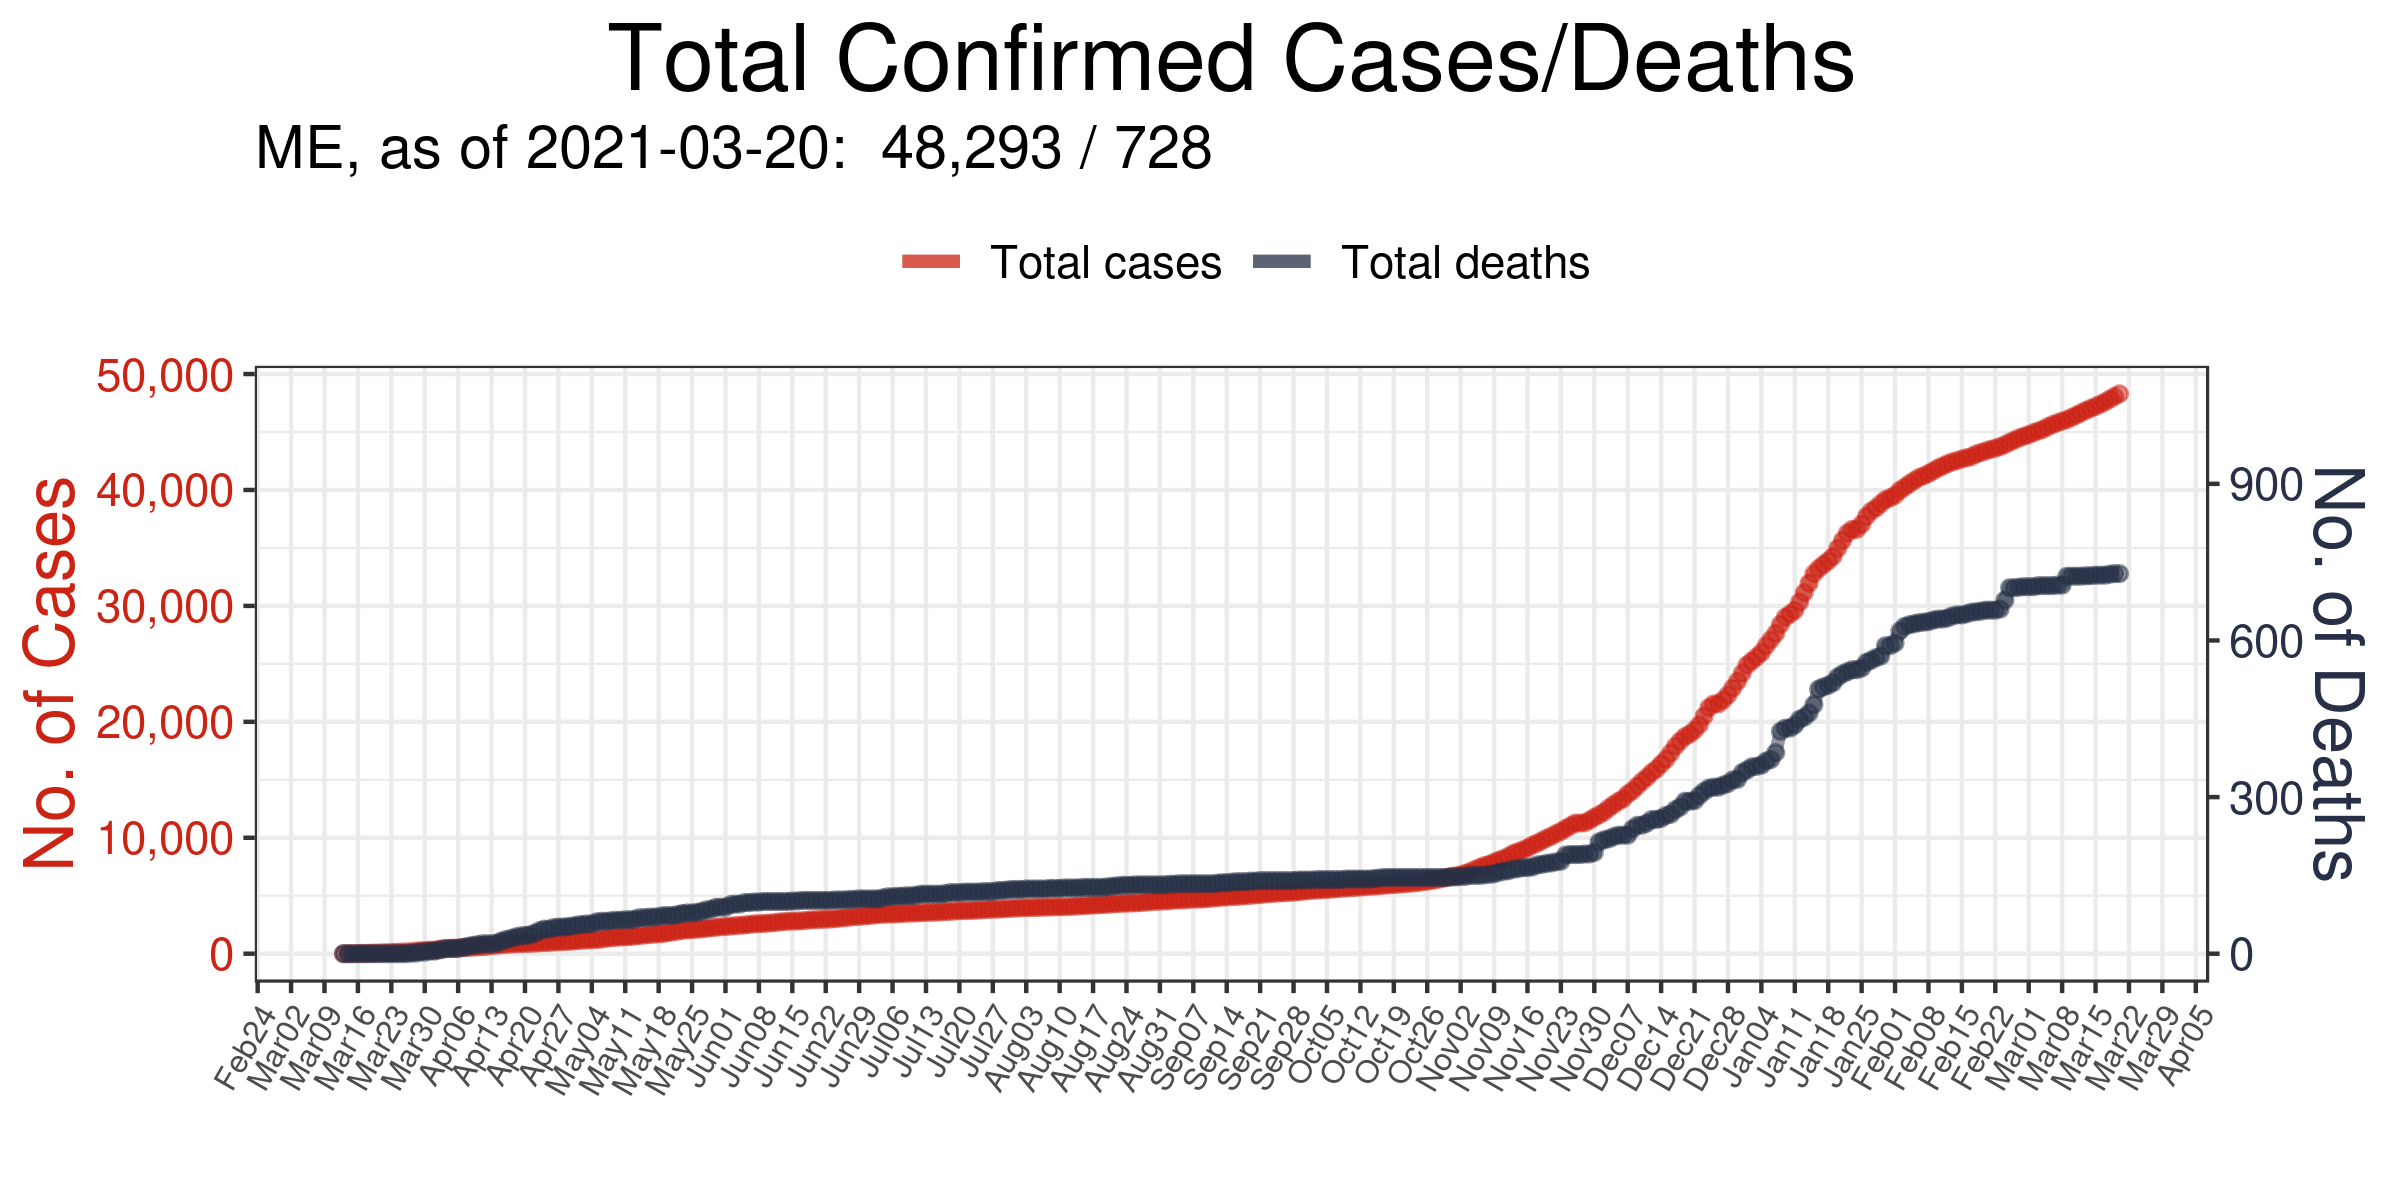 Total Confirmed Cases/Deaths
ME, as of 2021-03-20:  48,293 / 728
Total cases
Total deaths
No. of Cases
50,000
40,000
30,000
20,000
10,000
0
900
600
300
0
No. of Deaths
Feb24
Mar02
Mar09
Mar16
Mar23
Mar30
Apr06
Apr13
Apr20
Apr27
May04
May11
May18
May25
Jun01
Jun08
Jun15
Jun22
Jun29
Jul06
Jul13
Jul20
Jul27
Aug03
Aug10
Aug17
Aug24
Aug31
Sep07
Sep14
Sep21
Sep28
Oct05
Oct12
Oct19
Oct26
Nov02
Nov09
Nov16
Nov23
Nov30
Dec07
Dec14
Dec21
Dec28
Dec04
Jan11
Jan18
Jan25
Feb01
Feb08
Feb15
Feb22
Mar01
Mar08
Mar15
Mar22
Mar29
Apr05